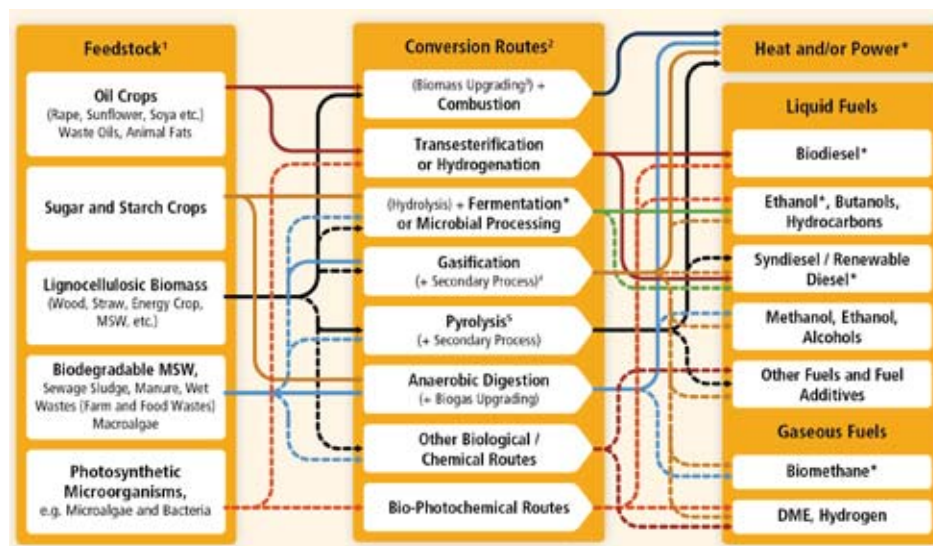 Feedstock¹
Oil Crops
(Rape, Sunflower, Soya etc.)
Waste Oils, Animal Fats
Sugar and Starch Crops
Lignocellulosic Biomass
(Wood, Straw, Energy Crop,
MSW, etc.)
Biodegradable MSW,
Sewage Sludge, Manure, Wet
Wastes (Farm and Food Wastes)
Macroalgae
Photosynthetic
Microorganisms,
e.g. Microalgae and Bacteria
Conversion Routes²
(Biomass Upgrading³) +
Combustion
Transesterification
or Hydrogenation
(Hydrolysis) + Fermentation*
or Microbial Processing
Gasification
(+ Secondary Process)⁴
Pyrolysis⁵
(+ Secondary Process)
Anaerobic Digestion
(+ Biogas Upgrading)
Other Biological /
Chemical Routes
Bio-Photochemical Routes
Heat and/or Power*
Liquid Fuels
Biodiesel*
Ethanol*, Butanols,
Hydrocarbons
Syndiesel / Renewable
Diesel*
Methanol, Ethanol,
Alcohols
Other Fuels and Fuel
Additives
Gaseous Fuels
Biomethane*
DME, Hydrogen